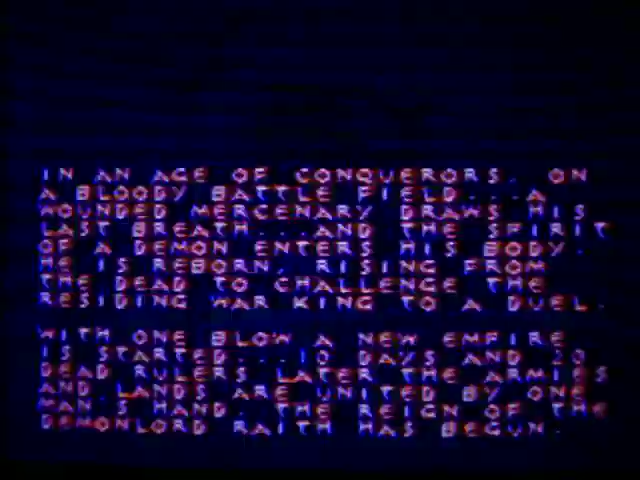 IN AN AGE OF CONQUERORS. ON
A BLOODY BATTLE FIELD...A
WOUNDED MERCENARY DRAWS HIS
LAST BREATH...AND THE SPIRIT
OF A DEMON ENTERS HIS BODY.
HE IS REBORN, RISING FROM
THE DEAD TO CHALLENGE THE
RESIDING WAR KING TO A DUEL.
WITH ONE BLOW A NEW EMPIRE
IS STARTED...10 DAYS AND 20
DEAD RULERS LATER THE ARMIES
AND LANDS ARE UNITED BY ONE
MAN'S HAND. THE REIGN OF THE
DEMONLORD RAITH HAS BEGUN.